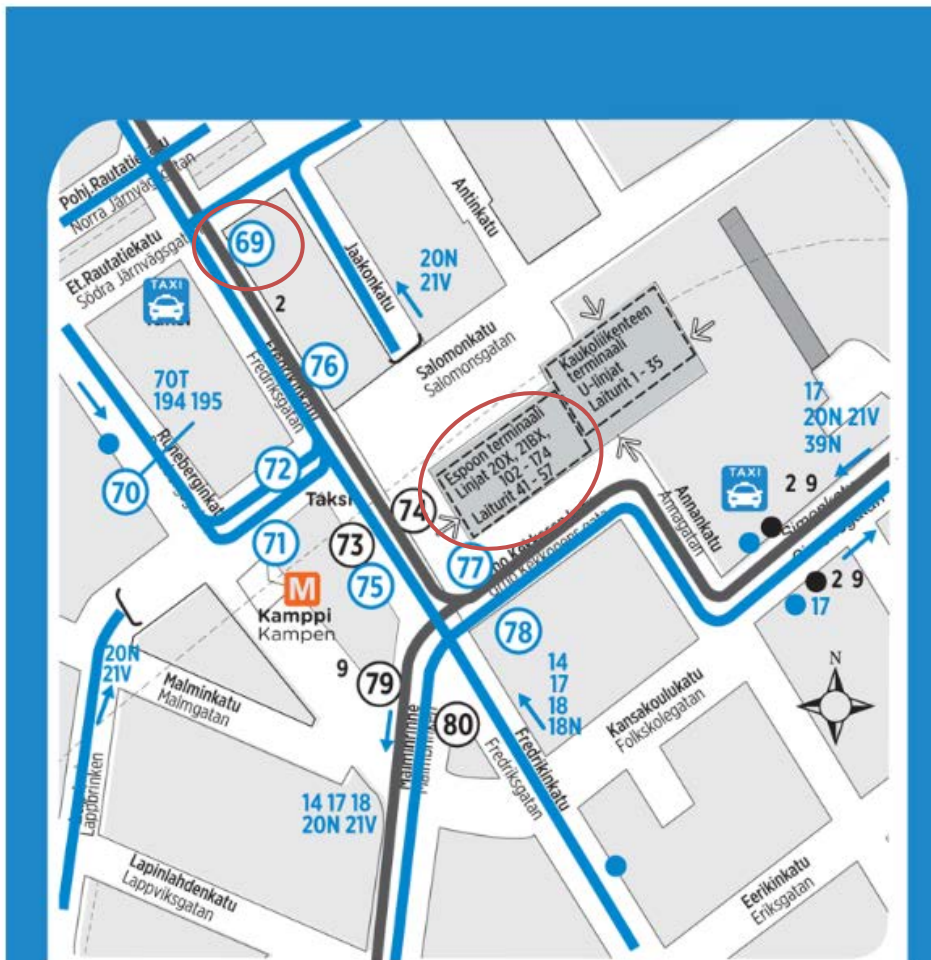 Pohj.Rautatiekatu
Norra Järnvägsgatan
Et.Rautatiekatu
Södra Järnvägsgat
TAXI
69
2
Jaakonkatu
20N
21V
Antinkatu
Salomonkatu
Salomonsgatan
Kaukoliikenteen
terminaali
U-linjat
Laiturit 1 - 35
Espoon terminaali
Linjat 20X, 21BX,
102 - 174
Laiturit 41 - 57
76
Fredrikinkatu
Fredriksgatan
70T
194 195
Runeberginkatu
70
72
Taksi
71
73
74
75
M
Kamppi
Kampen
77
78
Annankatu
Annagatan
TAXI
17
20N 21V
39N
2 9
Simonkatu
2 9
17
14
17
18
18N
Kansakoulukatu
Folkskolegatan
N
20N
21V
Malminkatu
Malmgatan
9
79
80
Malminrinne
Malmbrinken
Fredrikinkatu
Fredriksgatan
Lappbrinken
14 17 18
20N 21V
Lapinlahdenkatu
Lappviksgatan
Eerikinkatu
Eriksgatan